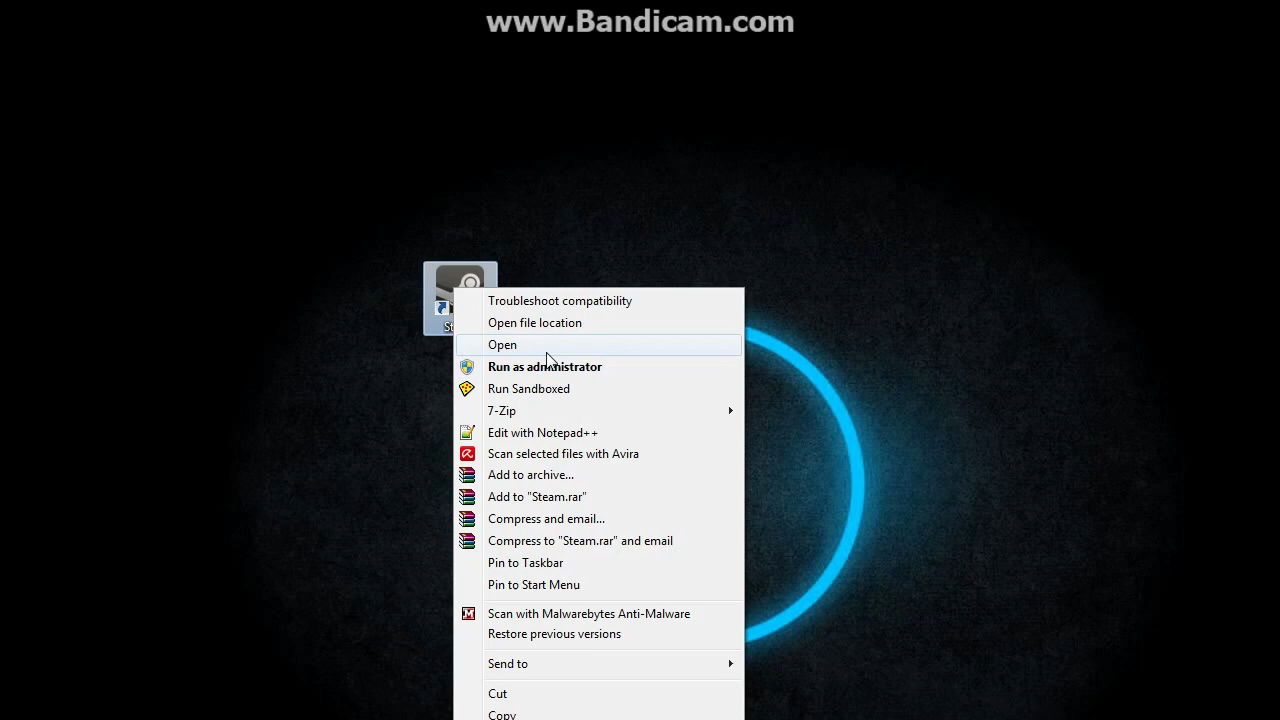 www.Bandicam.com
St
Troubleshoot compatibility
Open file location
Open
Run as administrator
Run Sandboxed
7-Zip
Edit with Notepad++
Scan selected files with Avira
Add to archive...
Add to "Steam.rar"
Compress and email...
Compress to "Steam.rar" and email
Pin to Taskbar
Pin to Start Menu
Scan with Malwarebytes Anti-Malware
Restore previous versions
Send to
Cut
Copy